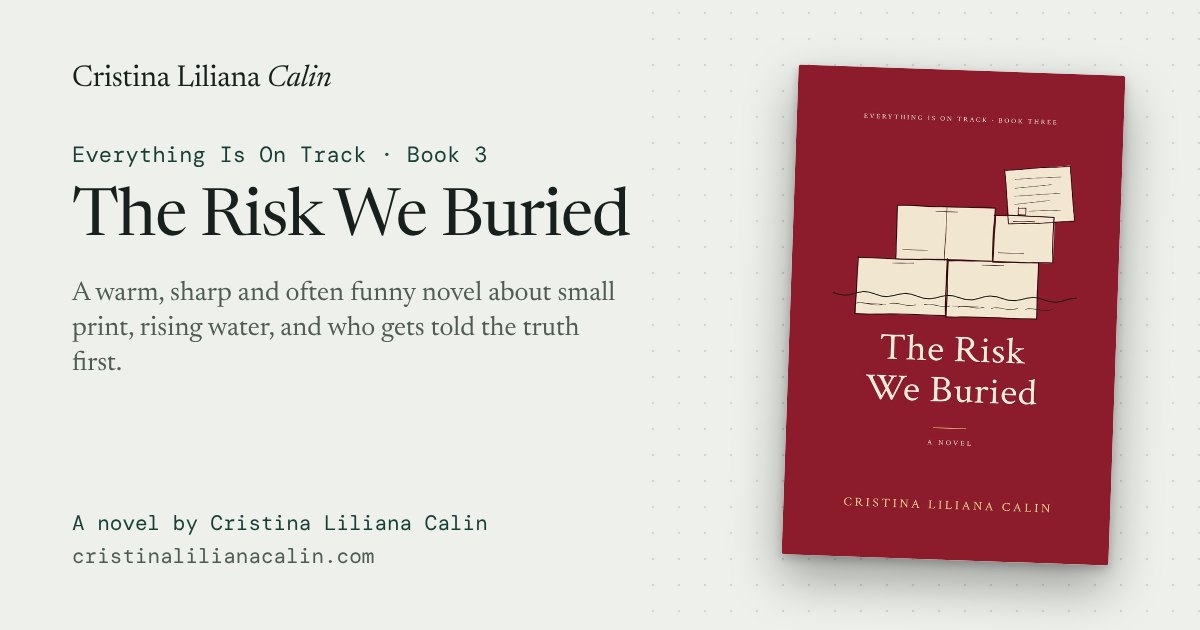 Cristina Liliana Calin
Everything Is On Track · Book 3
The Risk We Buried
A warm, sharp and often funny novel about small
print, rising water, and who gets told the truth
first.
A novel by Cristina Liliana Calin
cristinalilianacalin.com
EVERYTHING IS ON TRACK · BOOK THREE
The Risk
We Buried
A NOVEL
CRISTINA LILIANA CALIN